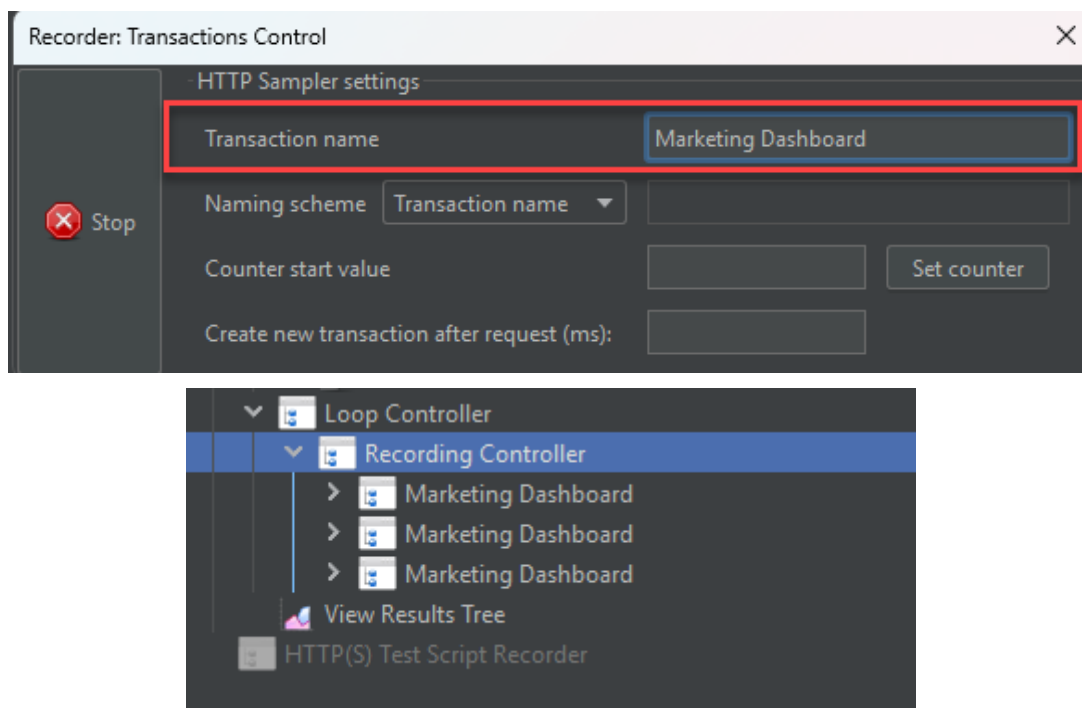 Recorder: Transactions Control
HTTP Sampler settings
Transaction name Marketing Dashboard
Stop
Naming scheme Transaction name
Counter start value Set counter
Create new transaction after request (ms):
Loop Controller
Recording Controller
Marketing Dashboard
Marketing Dashboard
Marketing Dashboard
View Results Tree
HTTP(S) Test Script Recorder